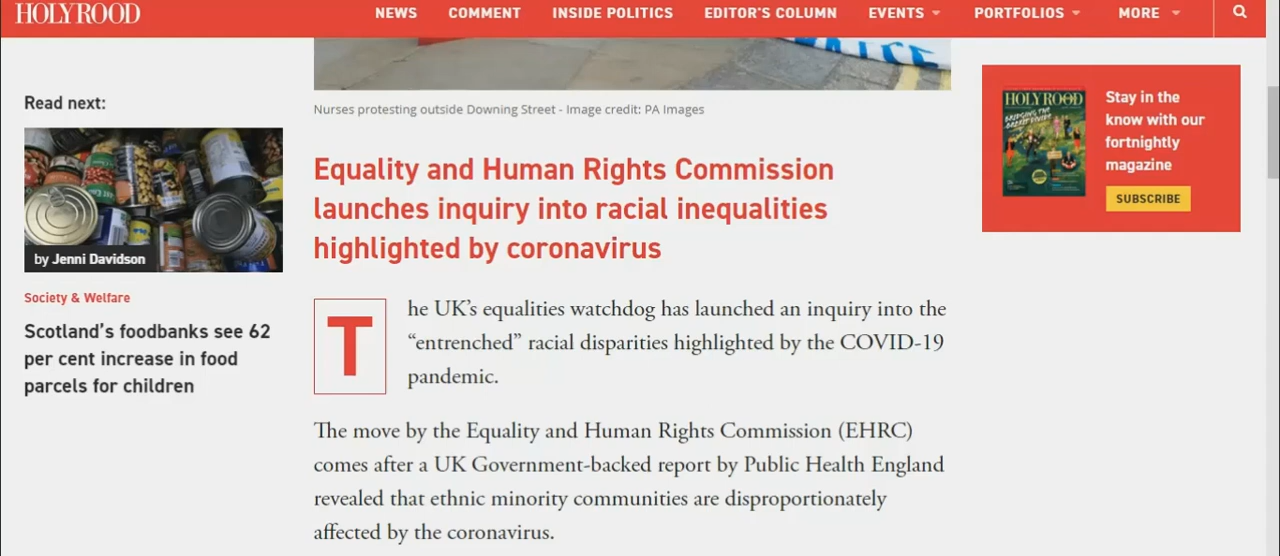 HOLYROOD
NEWS COMMENT INSIDE POLITICS EDITOR'S COLUMN EVENTS PORTFOLIOS MORE
Read next:
by Jenni Davidson
Society & Welfare
Scotland's foodbanks see 62
per cent increase in food
parcels for children
Nurses protesting outside Downing Street - Image credit: PA Images
Equality and Human Rights Commission
launches inquiry into racial inequalities
highlighted by coronavirus
The UK's equalities watchdog has launched an inquiry into the
“entrenched” racial disparities highlighted by the COVID-19
pandemic.
The move by the Equality and Human Rights Commission (EHRC)
comes after a UK Government-backed report by Public Health England
revealed that ethnic minority communities are disproportionately
affected by the coronavirus.
HOLYROOD
Stay in the
know with our
fortnightly
magazine
SUBSCRIBE